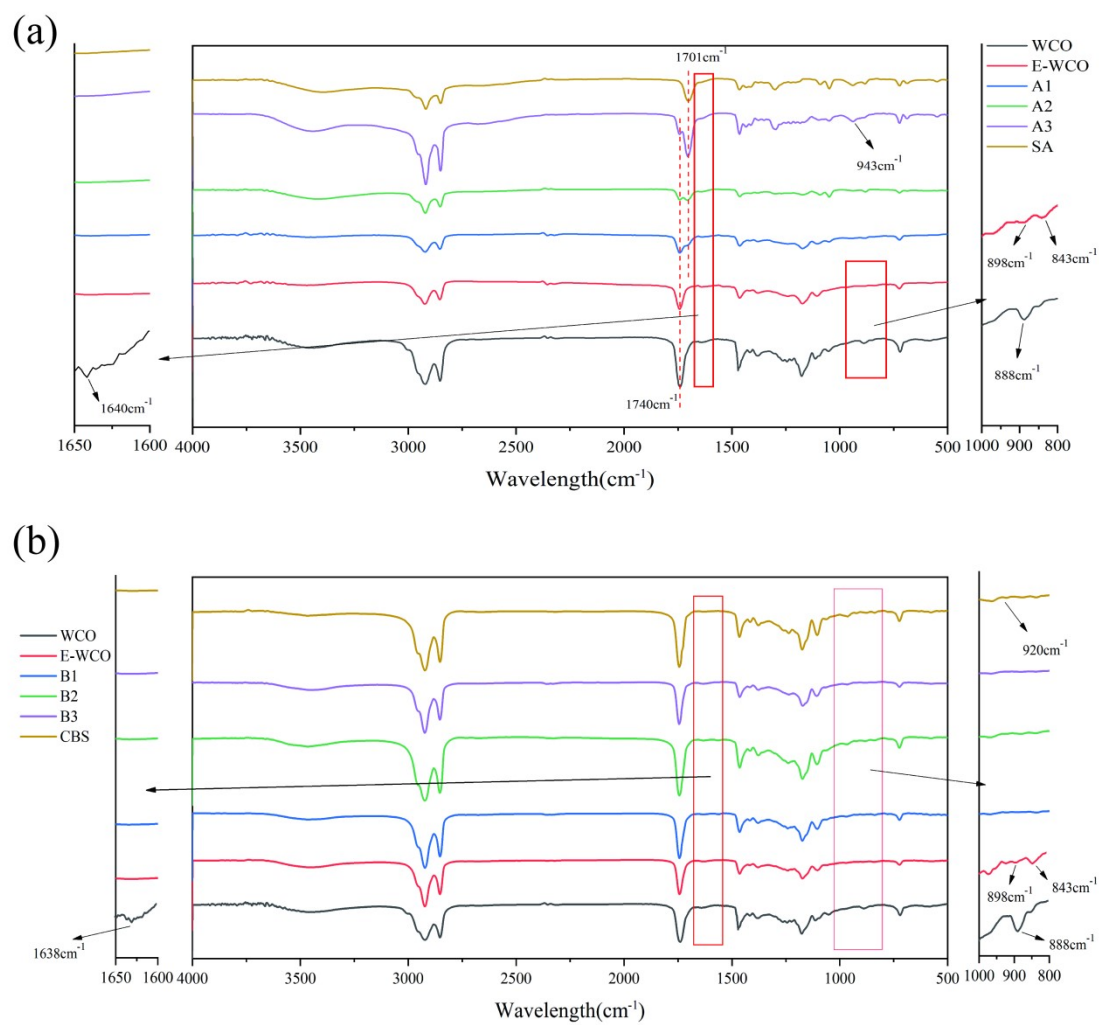 (a)
1701cm-1
WCO
E-WCO
A1
A2
A3
SA
943cm-1
898cm-1
843cm-1
888cm-1
1640cm-1
1740cm-1
1650
1600
4000
3500
3000
2500
2000
1500
1000
500
1000
900
800
Wavelength(cm-1)
(b)
WCO
E-WCO
B1
B2
B3
CBS
920cm-1
898cm-1
843cm-1
888cm-1
1638cm-1
1650
1600
4000
3500
3000
2500
2000
1500
1000
500
1000
900
800
Wavelength(cm-1)